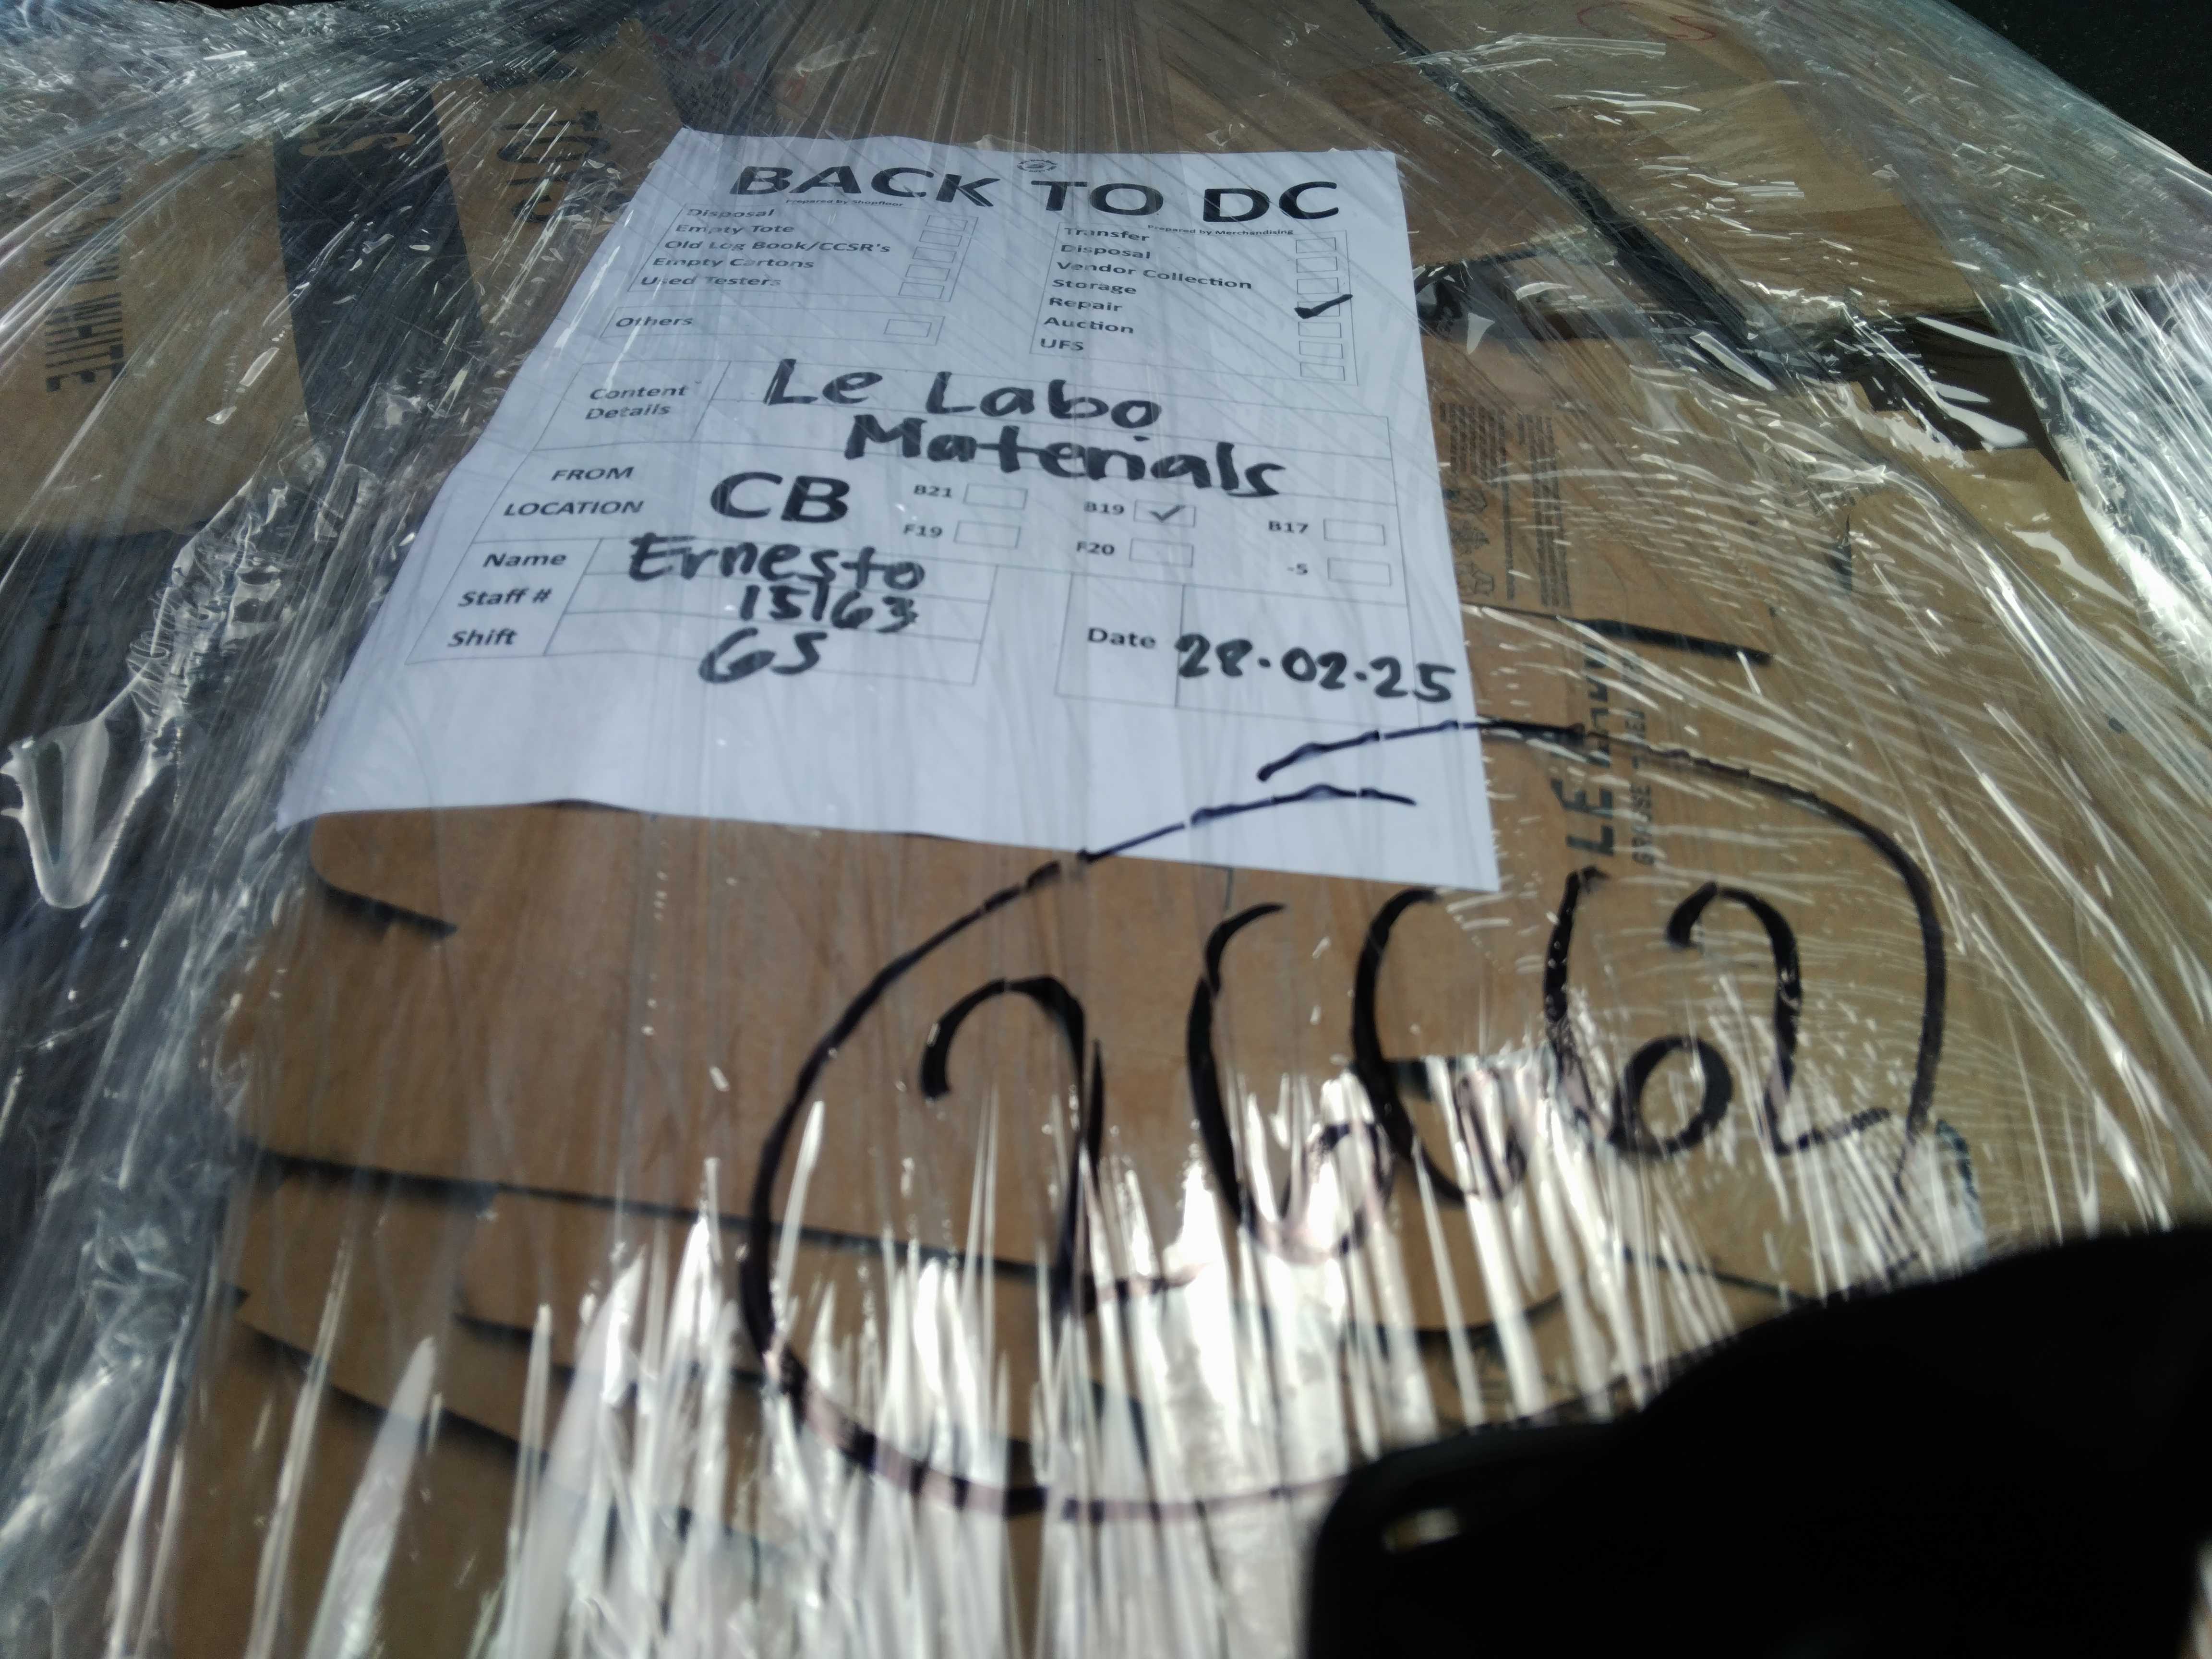 BACK TO DC
Prepared by Shopfloor
Prepared by Merchandising
Disposal
Empty Tote
Old Log Book/CCSR's
Empty Cartons
Used Testers
Others
Transfer
Disposal
Vendor Collection
Storage
Repair
Auction
UFS
Content Details
Le Labo
Materials
FROM
LOCATION
CB
B21
B19 ✓
B17
F19
F20
-5
Name Ernesto
Staff # 15163
Shift GS
Date 28.02.25
2662
WHITE